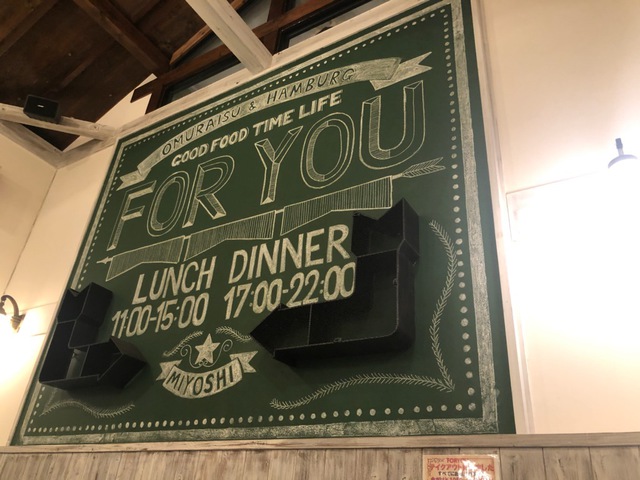 OMURAISU & HAMBURG
GOOD FOOD TIME LIFE
FOR YOU
LUNCH DINNER
11:00-15:00 17:00-22:00
MIYOSHI